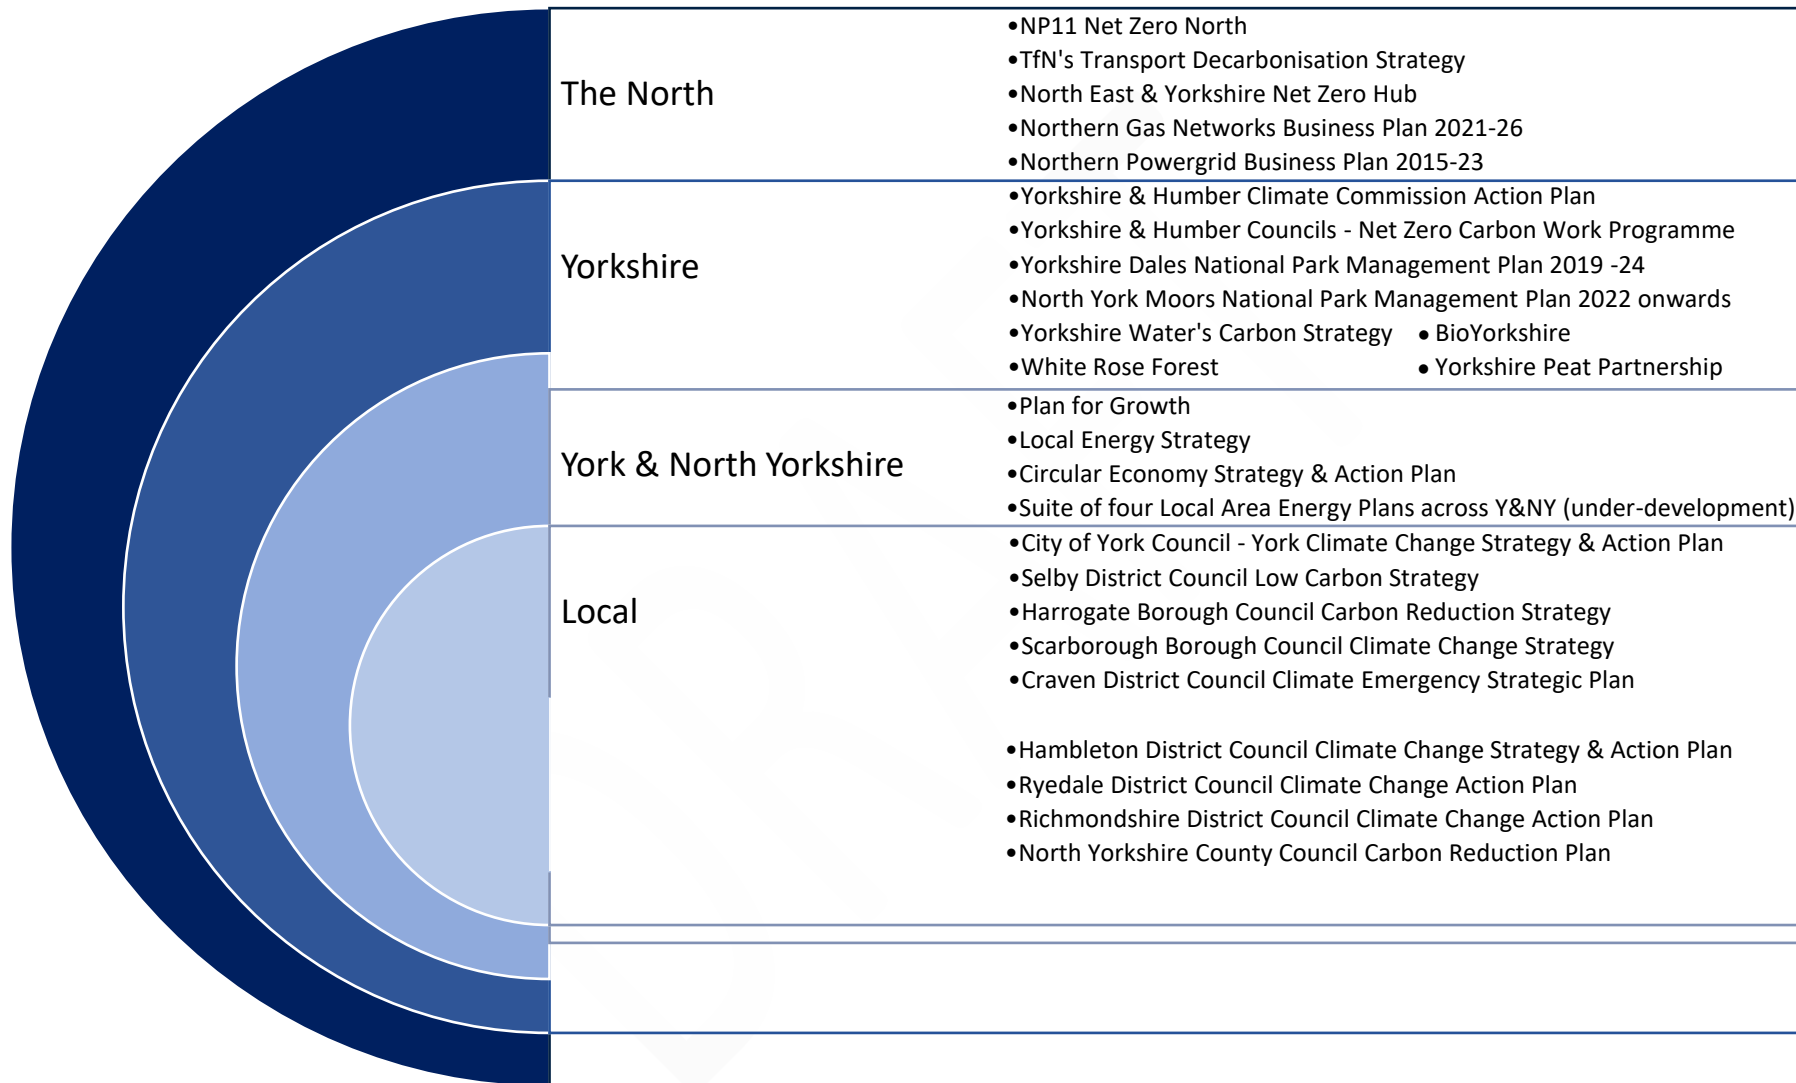 The North
•NP11 Net Zero North
•TfN's Transport Decarbonisation Strategy
•North East & Yorkshire Net Zero Hub
•Northern Gas Networks Business Plan 2021-26
•Northern Powergrid Business Plan 2015-23
Yorkshire
•Yorkshire & Humber Climate Commission Action Plan
•Yorkshire & Humber Councils - Net Zero Carbon Work Programme
•Yorkshire Dales National Park Management Plan 2019 -24
•North York Moors National Park Management Plan 2022 onwards
•Yorkshire Water's Carbon Strategy • BioYorkshire
•White Rose Forest • Yorkshire Peat Partnership
York & North Yorkshire
•Plan for Growth
•Local Energy Strategy
•Circular Economy Strategy & Action Plan
•Suite of four Local Area Energy Plans across Y&NY (under-development)
Local
•City of York Council - York Climate Change Strategy & Action Plan
•Selby District Council Low Carbon Strategy
•Harrogate Borough Council Carbon Reduction Strategy
•Scarborough Borough Council Climate Change Strategy
•Craven District Council Climate Emergency Strategic Plan
•Hambleton District Council Climate Change Strategy & Action Plan
•Ryedale District Council Climate Change Action Plan
•Richmondshire District Council Climate Change Action Plan
•North Yorkshire County Council Carbon Reduction Plan